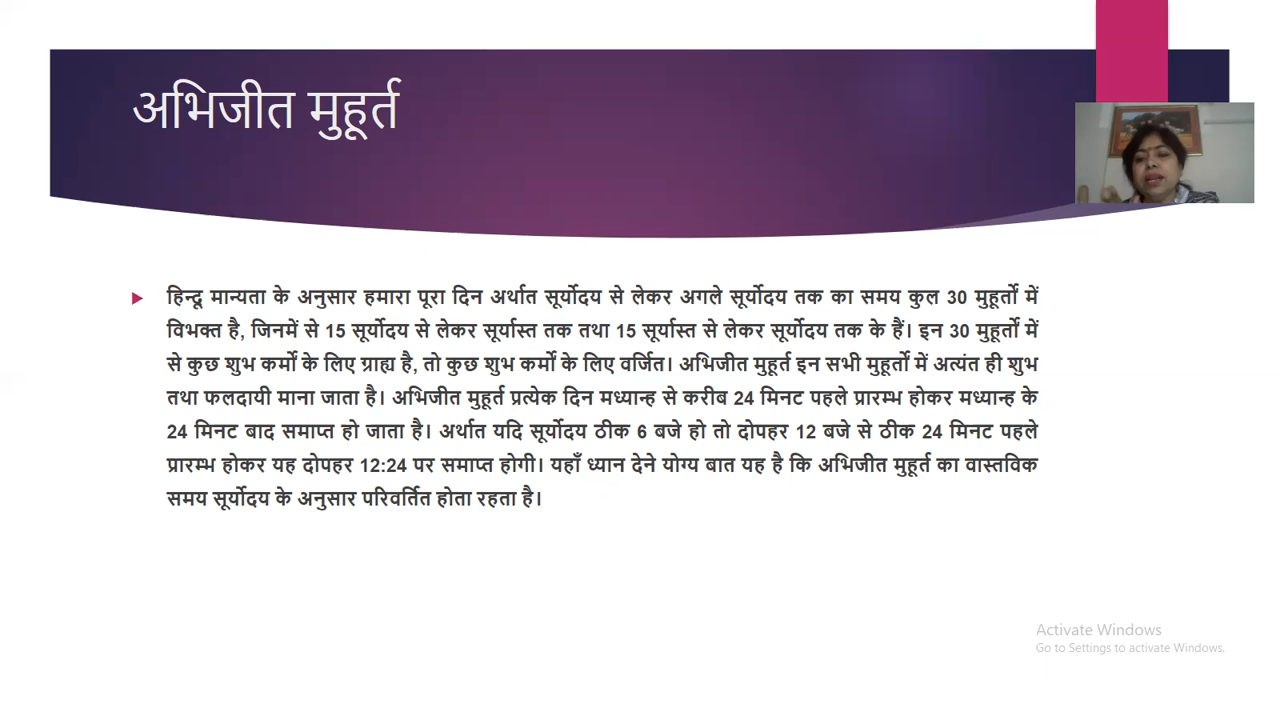 अभिजीत मुहूर्त
हिन्दू मान्यता के अनुसार हमारा पूरा दिन अर्थात सूर्योदय से लेकर अगले सूर्योदय तक का समय कुल 30 मुहूर्तों में
विभक्त है, जिनमें से 15 सूर्योदय से लेकर सूर्यास्त तक तथा 15 सूर्यास्त से लेकर सूर्योदय तक के हैं। इन 30 मुहूर्तों में
से कुछ शुभ कर्मों के लिए ग्राह्य है, तो कुछ शुभ कर्मों के लिए वर्जित। अभिजीत मुहूर्त इन सभी मुहूर्तों में अत्यंत ही शुभ
तथा फलदायी माना जाता है। अभिजीत मुहूर्त प्रत्येक दिन मध्यान्ह से करीब 24 मिनट पहले प्रारम्भ होकर मध्यान्ह के
24 मिनट बाद समाप्त हो जाता है। अर्थात यदि सूर्योदय ठीक 6 बजे हो तो दोपहर 12 बजे से ठीक 24 मिनट पहले
प्रारम्भ होकर यह दोपहर 12:24 पर समाप्त होगी। यहाँ ध्यान देने योग्य बात यह है कि अभिजीत मुहूर्त का वास्तविक
समय सूर्योदय के अनुसार परिवर्तित होता रहता है।
Activate Windows
Go to Settings to activate Windows.